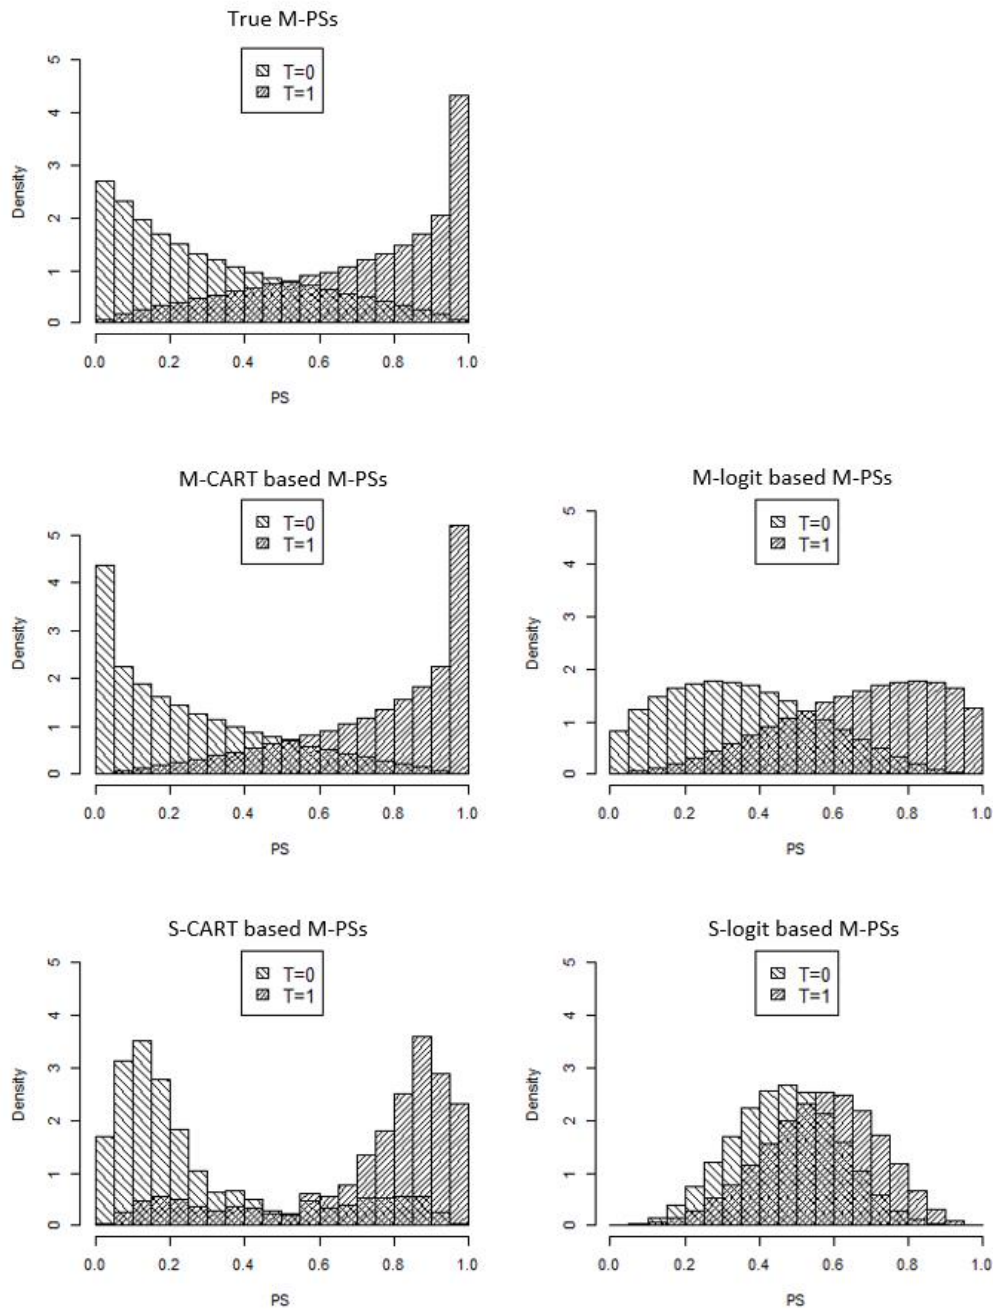 True M-PSs
T=0
T=1
Density
0 1 2 3 4 5
0.0 0.2 0.4 0.6 0.8 1.0
PS
M-CART based M-PSs
T=0
T=1
Density
0 1 2 3 4 5
0.0 0.2 0.4 0.6 0.8 1.0
PS
M-logit based M-PSs
T=0
T=1
Density
0 1 2 3 4 5
0.0 0.2 0.4 0.6 0.8 1.0
PS
S-CART based M-PSs
T=0
T=1
Density
0 1 2 3 4 5
0.0 0.2 0.4 0.6 0.8 1.0
PS
S-logit based M-PSs
T=0
T=1
Density
0 1 2 3 4 5
0.0 0.2 0.4 0.6 0.8 1.0
PS